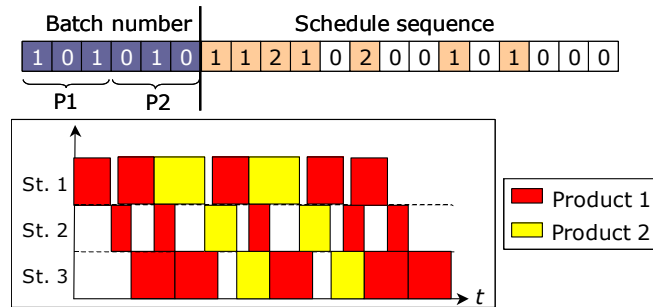 Batch number Schedule sequence
1 0 1 0 1 0 1 1 2 1 0 2 0 0 1 0 1 0 0 0
P1 P2
St. 1
St. 2
St. 3
t
Product 1
Product 2